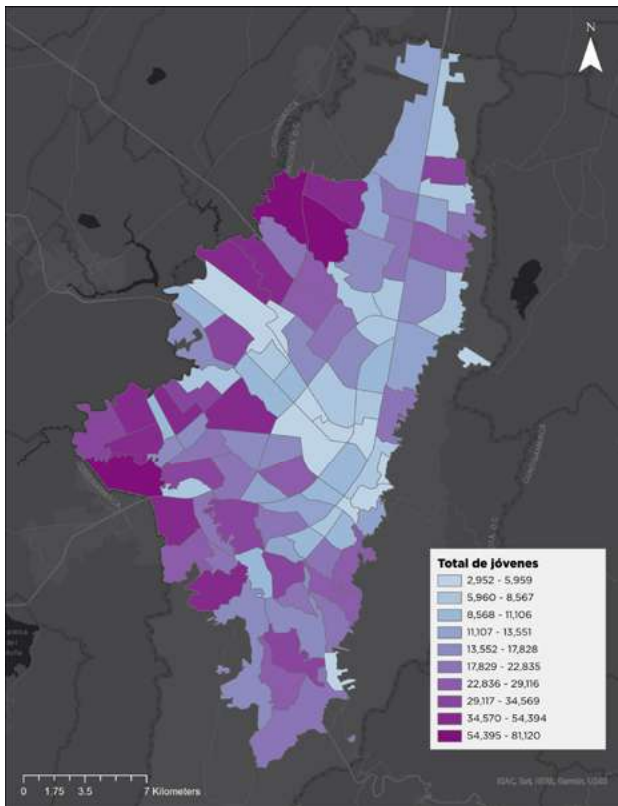 N
CUNDINAMARCA
Total de jóvenes
2,952 - 5,959
5,960 - 8,567
8,568 - 11,106
11,107 - 13,551
13,552 - 17,828
17,829 - 22,835
22,836 - 29,116
29,117 - 34,569
34,570 - 54,394
54,395 - 81,120
0 1.75 3.5 7 Kilometers